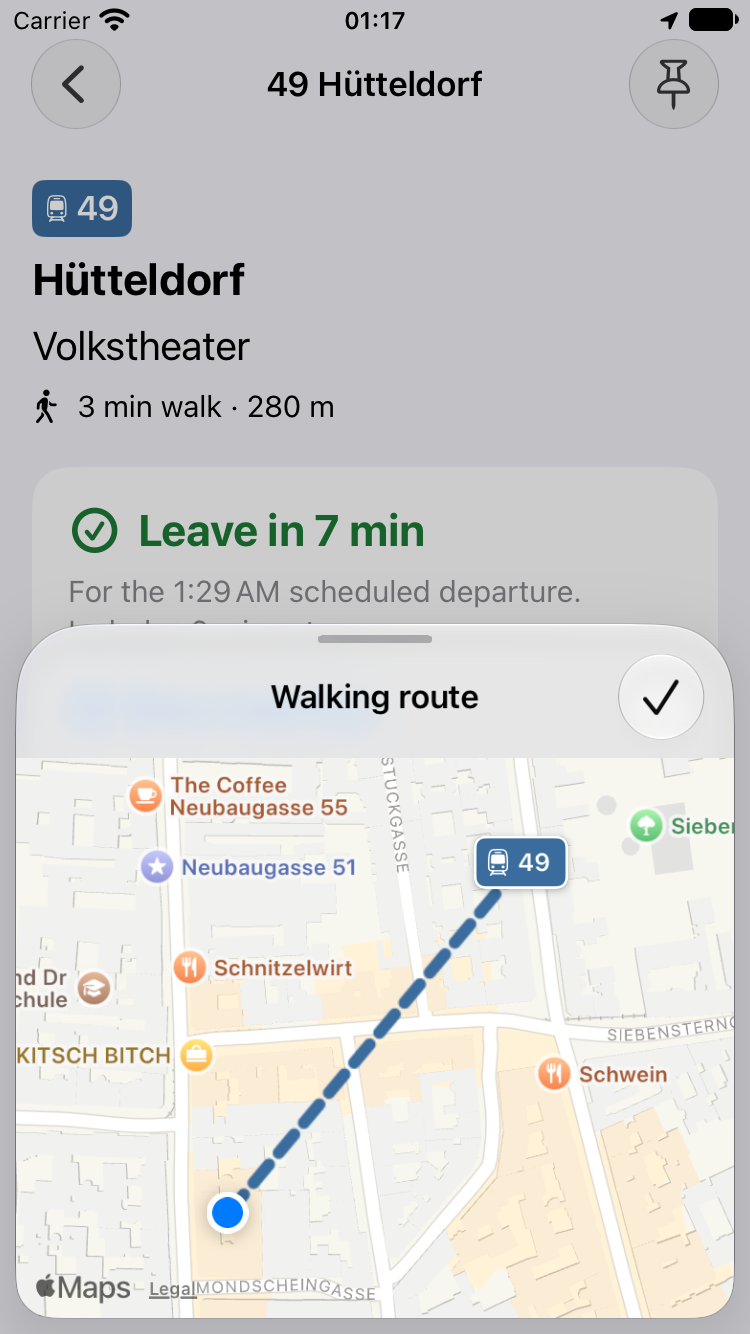 Carrier 01:17
49 Hütteldorf
49
Hütteldorf
Volkstheater
3 min walk · 280 m
Leave in 7 min
For the 1:29 AM scheduled departure.
Walking route
The Coffee
Neubaugasse 55
STUCKGASSE
Sieber
49
Neubaugasse 51
Schnitzelwirt
nd Dr
chule
SIEBENSTERNG
KITSCH BITCH
Schwein
Maps
Legal
MONDSCHEINGASSE